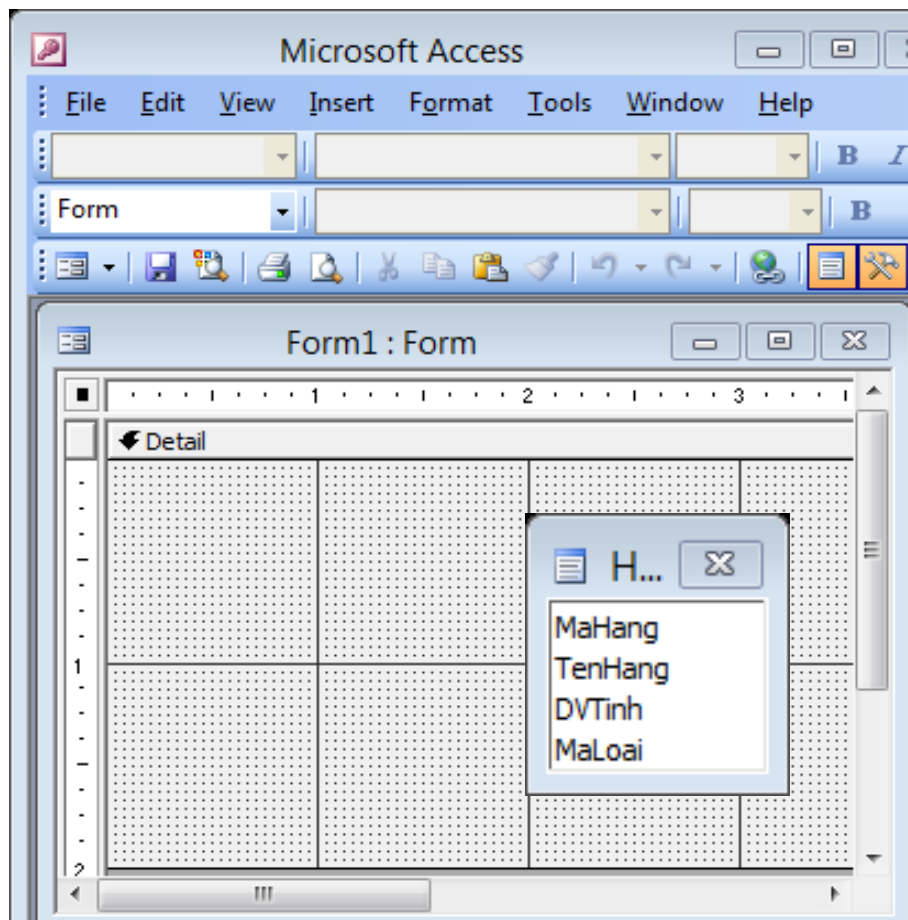 Microsoft Access
File Edit View Insert Format Tools Window Help
B I
Form B
Form1 : Form
1 2 3
Detail
H...
MaHang
TenHang
1
DVTinh
MaLoai
2